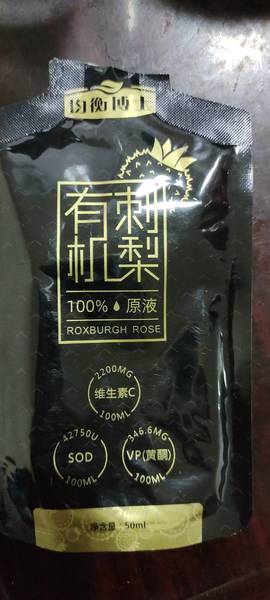 均衡博士
有机
刺梨
100% 原液
ROXBURGH ROSE
2200MG
维生素C
100ML
42750U
SOD
100ML
346.6MG
VP(黄酮)
100ML
净含量:50ml